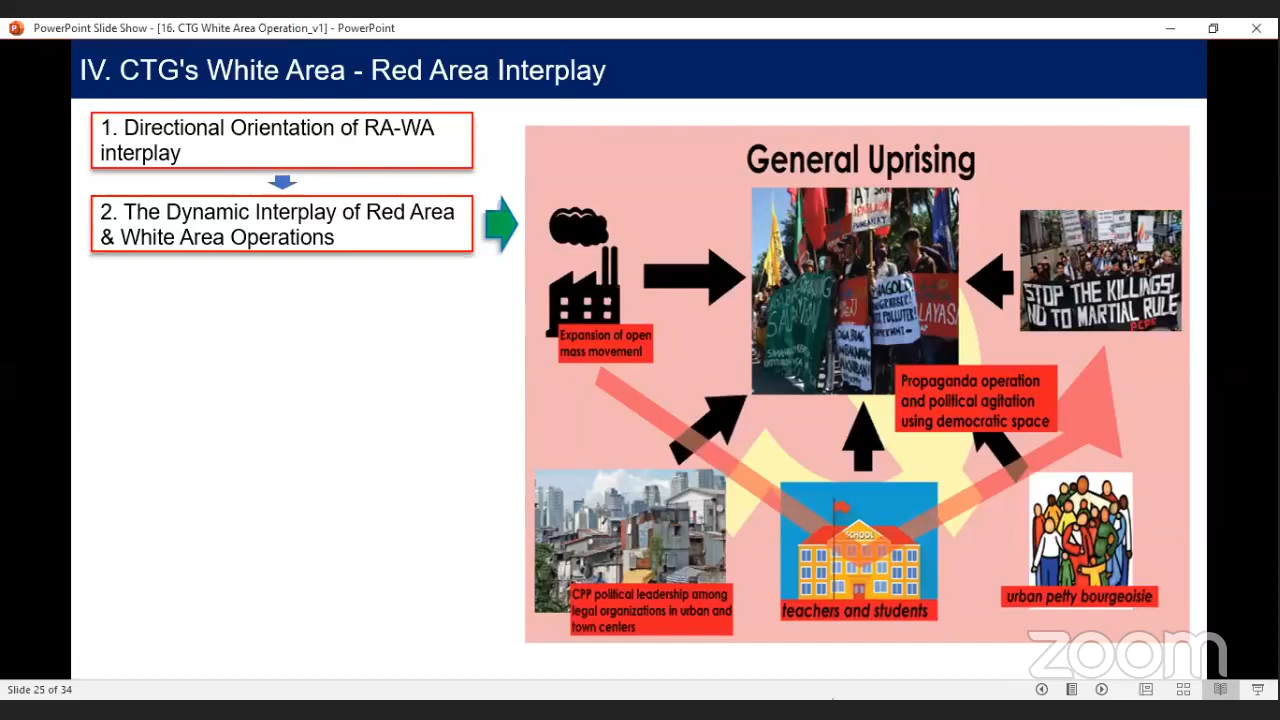 PowerPoint Slide Show - [16. CTG White Area Operation_v1] - PowerPoint
IV. CTG's White Area - Red Area Interplay
1. Directional Orientation of RA-WA
interplay
2. The Dynamic Interplay of Red Area
& White Area Operations
General Uprising
STOP THE KILLINGS!
NO TO MARTIAL RULE
Expansion of open
mass movement
Propaganda operation
and political agitation
using democratic space
SCHOOL
CPP political leadership among
legal organizations in urban and
town centers
teachers and students
urban petty bourgeoisie
zoom
Slide 25 of 34